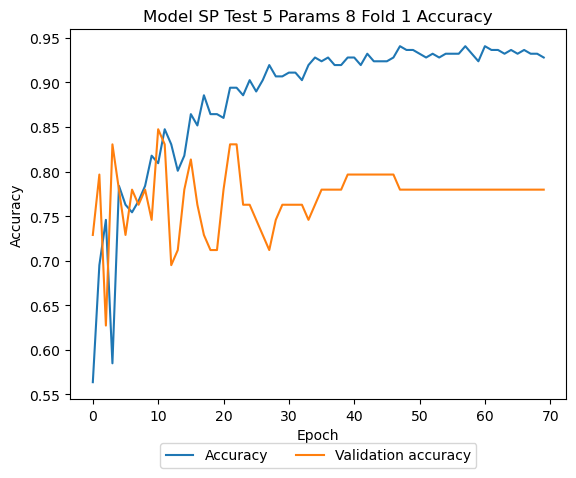 Model SP Test 5 Params 8 Fold 1 Accuracy
0.95
0.90
0.85
0.80
0.75
0.70
0.65
0.60
0.55
Accuracy
0 10 20 30 40 50 60 70
Epoch
Accuracy Validation accuracy